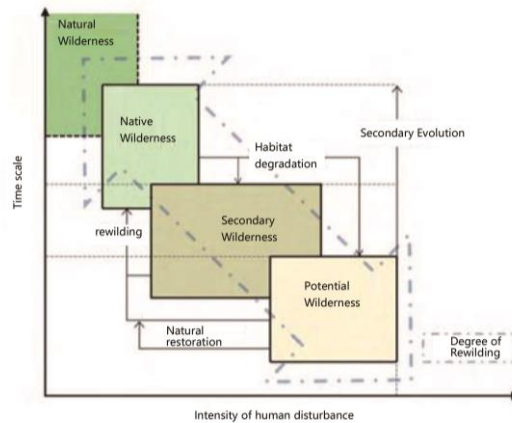 Natural
Wilderness
Native
Wilderness
Habitat
degradation
Secondary Evolution
Time scale
rewilding
Secondary
Wilderness
Potential
Wilderness
Natural
restoration
Degree of
Rewilding
Intensity of human disturbance